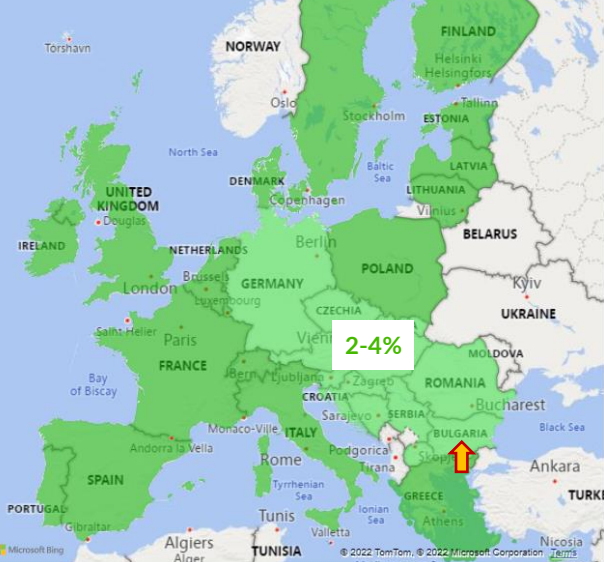 FINLAND
Torshavn
NORWAY
Helsinki
Helsingfors
Oslo
Tallinn
Stockholm
ESTONIA
North Sea
Baltic
Sea
LATVIA
DENMARK
LITHUANIA
UNITED
KINGDOM
Copenhagen
Vilnius
Douglas
BELARUS
IRELAND
NETHERLANDS
Berlin
POLAND
Brussels
GERMANY
Kyiv
London
Luxembourg
CZECHIA
UKRAINE
Saint Helier
Paris
2-4%
MOLDOVA
FRANCE
Bern
Ljubljana
Zagreb
ROMANIA
Bay
of Biscay
CROATIA
Bucharest
Sarajevo
SERBIA
Monaco-Ville
ITALY
BULGARIA
Black Sea
Andorra la Vella
Podgorica
Rome
Tirana
Ankara
SPAIN
Tyrrhenian
Sea
GREECE
PORTUGAL
Ionian
Sea
Athens
Gibraltar
Tunis
Valletta
Algiers
Nicosia
Microsoft Bing
TUNISIA
© 2022 TomTom, © 2022 Microsoft Corporation Terms